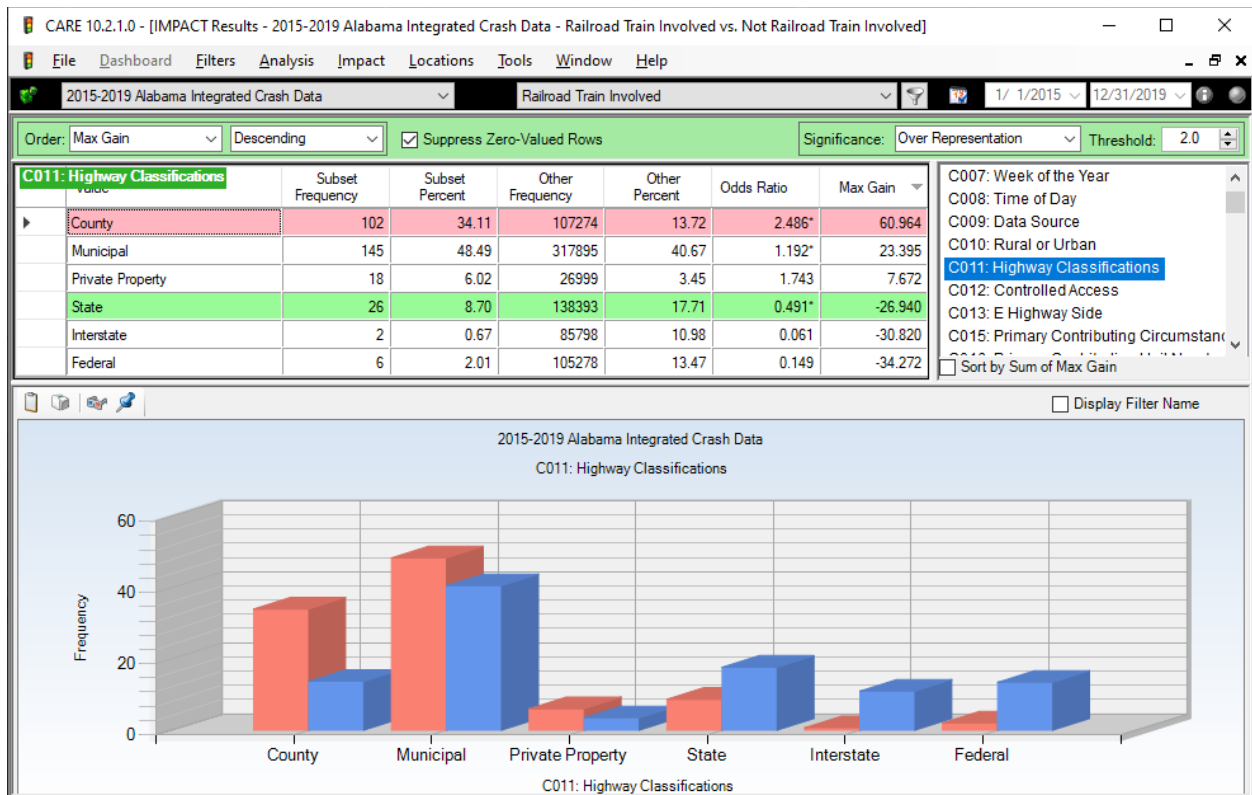 CARE 10.2.1.0 - [IMPACT Results - 2015-2019 Alabama Integrated Crash Data - Railroad Train Involved vs. Not Railroad Train Involved]
File Dashboard Filters Analysis Impact Locations Tools Window Help
2015-2019 Alabama Integrated Crash Data Railroad Train Involved 1/ 1/2015 12/31/2019
Order: Max Gain Descending Suppress Zero-Valued Rows Significance: Over Representation Threshold: 2.0
C011: Highway Classifications Subset Frequency Subset Percent Other Frequency Other Percent Odds Ratio Max Gain
County 102 34.11 107274 13.72 2.486* 60.964
Municipal 145 48.49 317895 40.67 1.192* 23.395
Private Property 18 6.02 26999 3.45 1.743 7.672
State 26 8.70 138393 17.71 0.491* -26.940
Interstate 2 0.67 85798 10.98 0.061 -30.820
Federal 6 2.01 105278 13.47 0.149 -34.272
C007: Week of the Year
C008: Time of Day
C009: Data Source
C010: Rural or Urban
C011: Highway Classifications
C012: Controlled Access
C013: E Highway Side
C015: Primary Contributing Circumstanc
Sort by Sum of Max Gain
Display Filter Name
2015-2019 Alabama Integrated Crash Data
C011: Highway Classifications
Frequency
60
40
20
0
County Municipal Private Property State Interstate Federal
C011: Highway Classifications